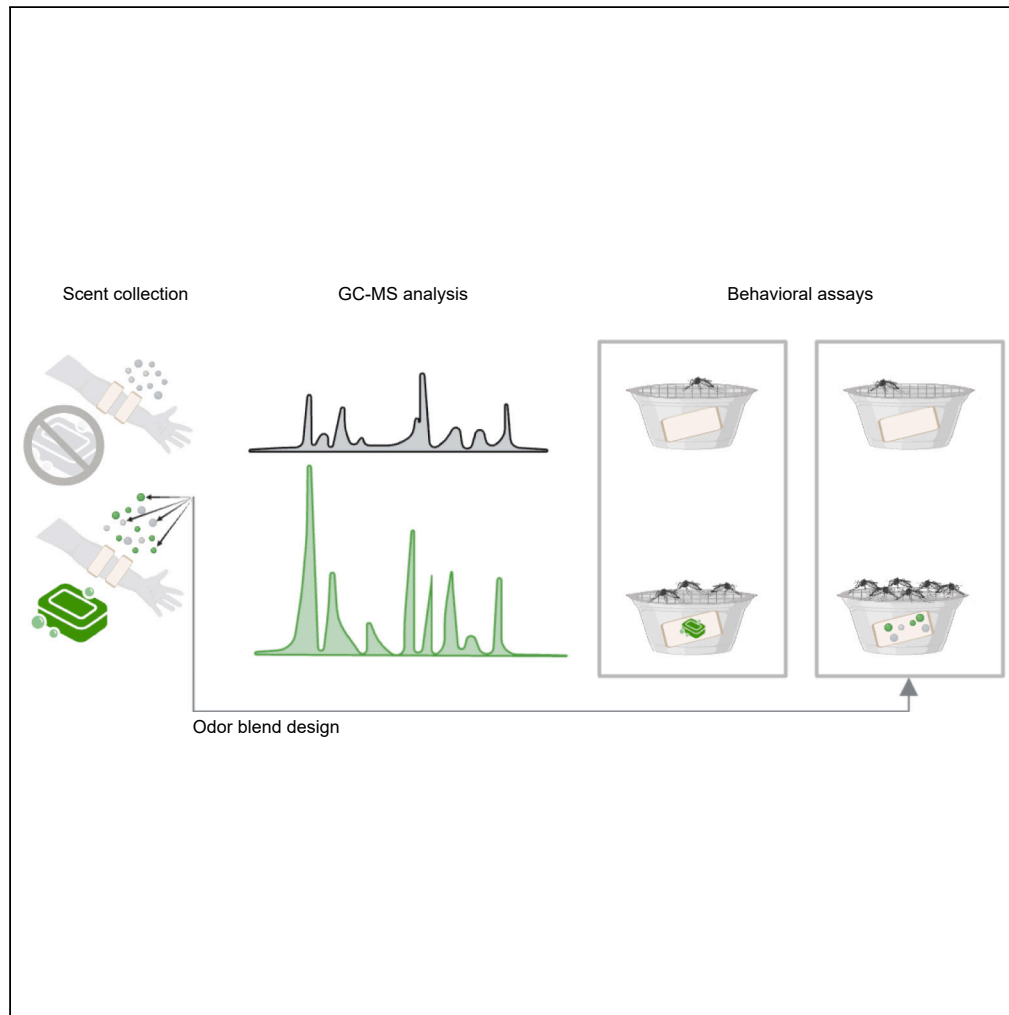 Scent collection
GC-MS analysis
Behavioral assays
Odor blend design